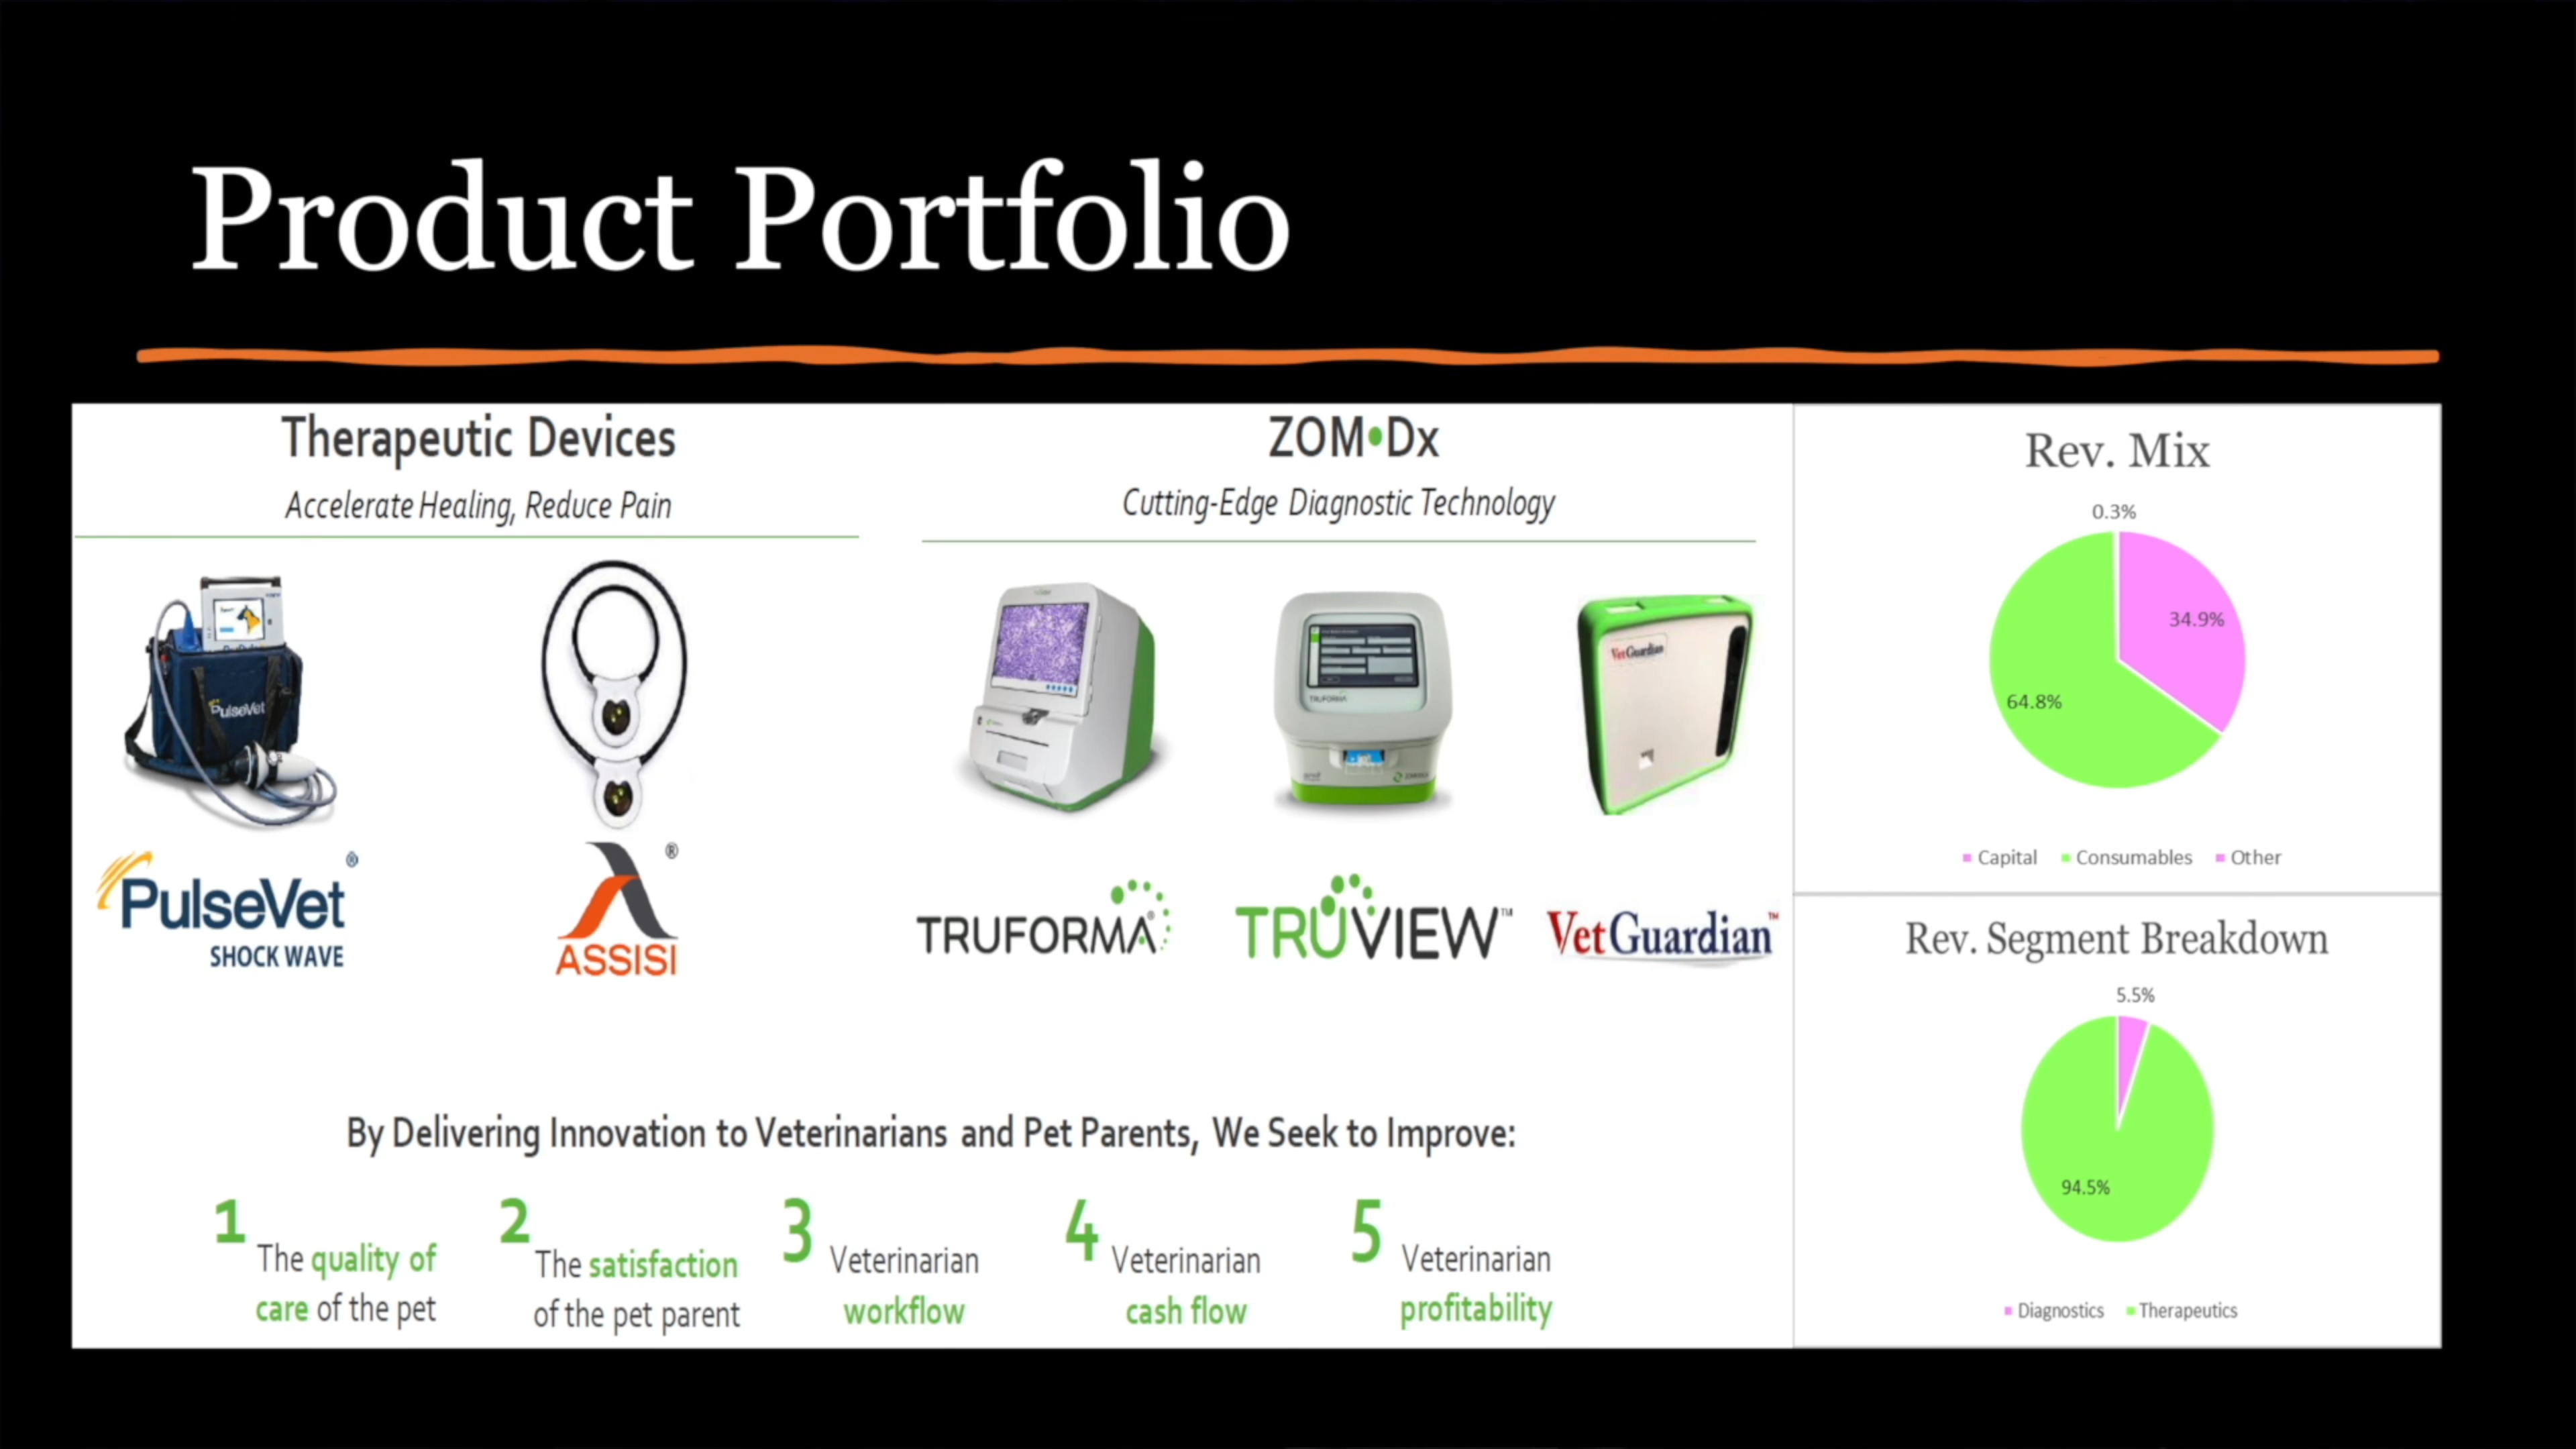 Product Portfolio
Therapeutic Devices
Accelerate Healing, Reduce Pain
PulseVet
PulseVet®
SHOCK WAVE
®
ASSISI
ZOM•Dx
Cutting-Edge Diagnostic Technology
TRUFORMA
VetGuardian
TRUFORMA®
TRUVIEW™
VetGuardian™
By Delivering Innovation to Veterinarians and Pet Parents, We Seek to Improve:
1 The quality of
care of the pet
2 The satisfaction
of the pet parent
3 Veterinarian
workflow
4 Veterinarian
cash flow
5 Veterinarian
profitability
Rev. Mix
0.3%
34.9%
64.8%
Capital Consumables Other
Rev. Segment Breakdown
5.5%
94.5%
Diagnostics Therapeutics